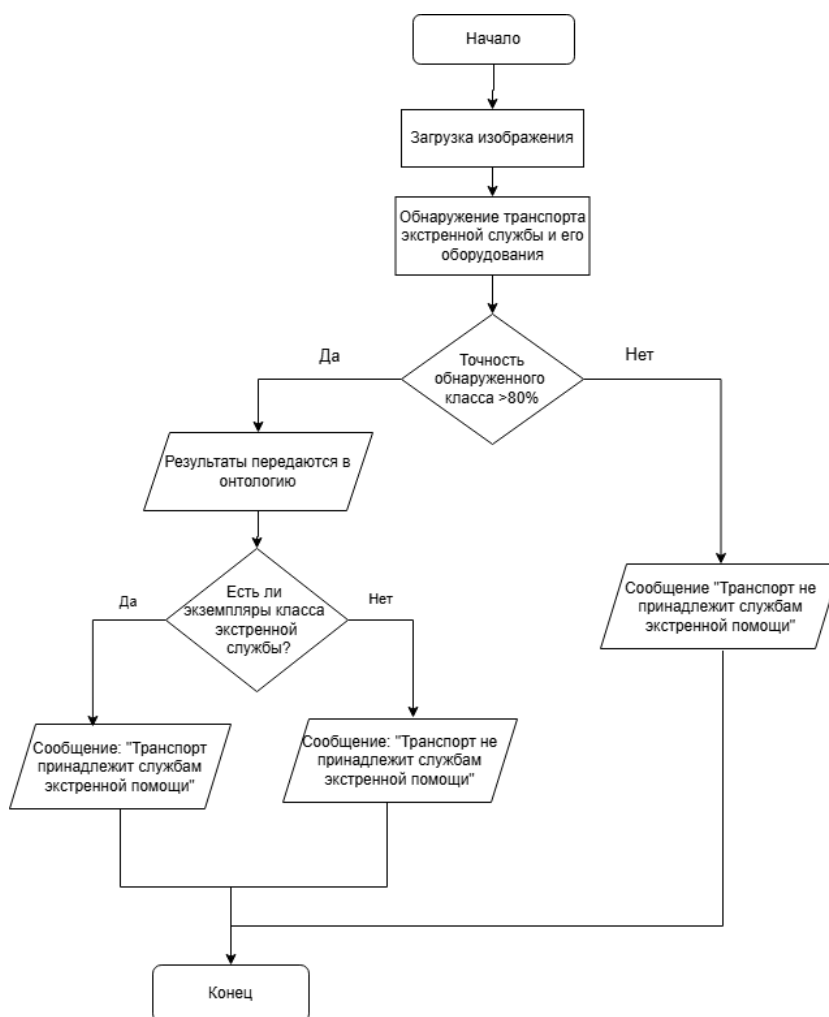 Начало
Загрузка изображения
Обнаружение транспорта
экстренной службы и его
оборудования
Да
Точность
обнаруженного
класса >80%
Нет
Результаты передаются в
онтологию
Есть ли
экземпляры класса
экстренной
службы?
Да
Нет
Сообщение "Транспорт не
принадлежит службам
экстренной помощи"
Сообщение: "Транспорт
принадлежит службам
экстренной помощи"
Сообщение: "Транспорт не
принадлежит службам
экстренной помощи"
Конец